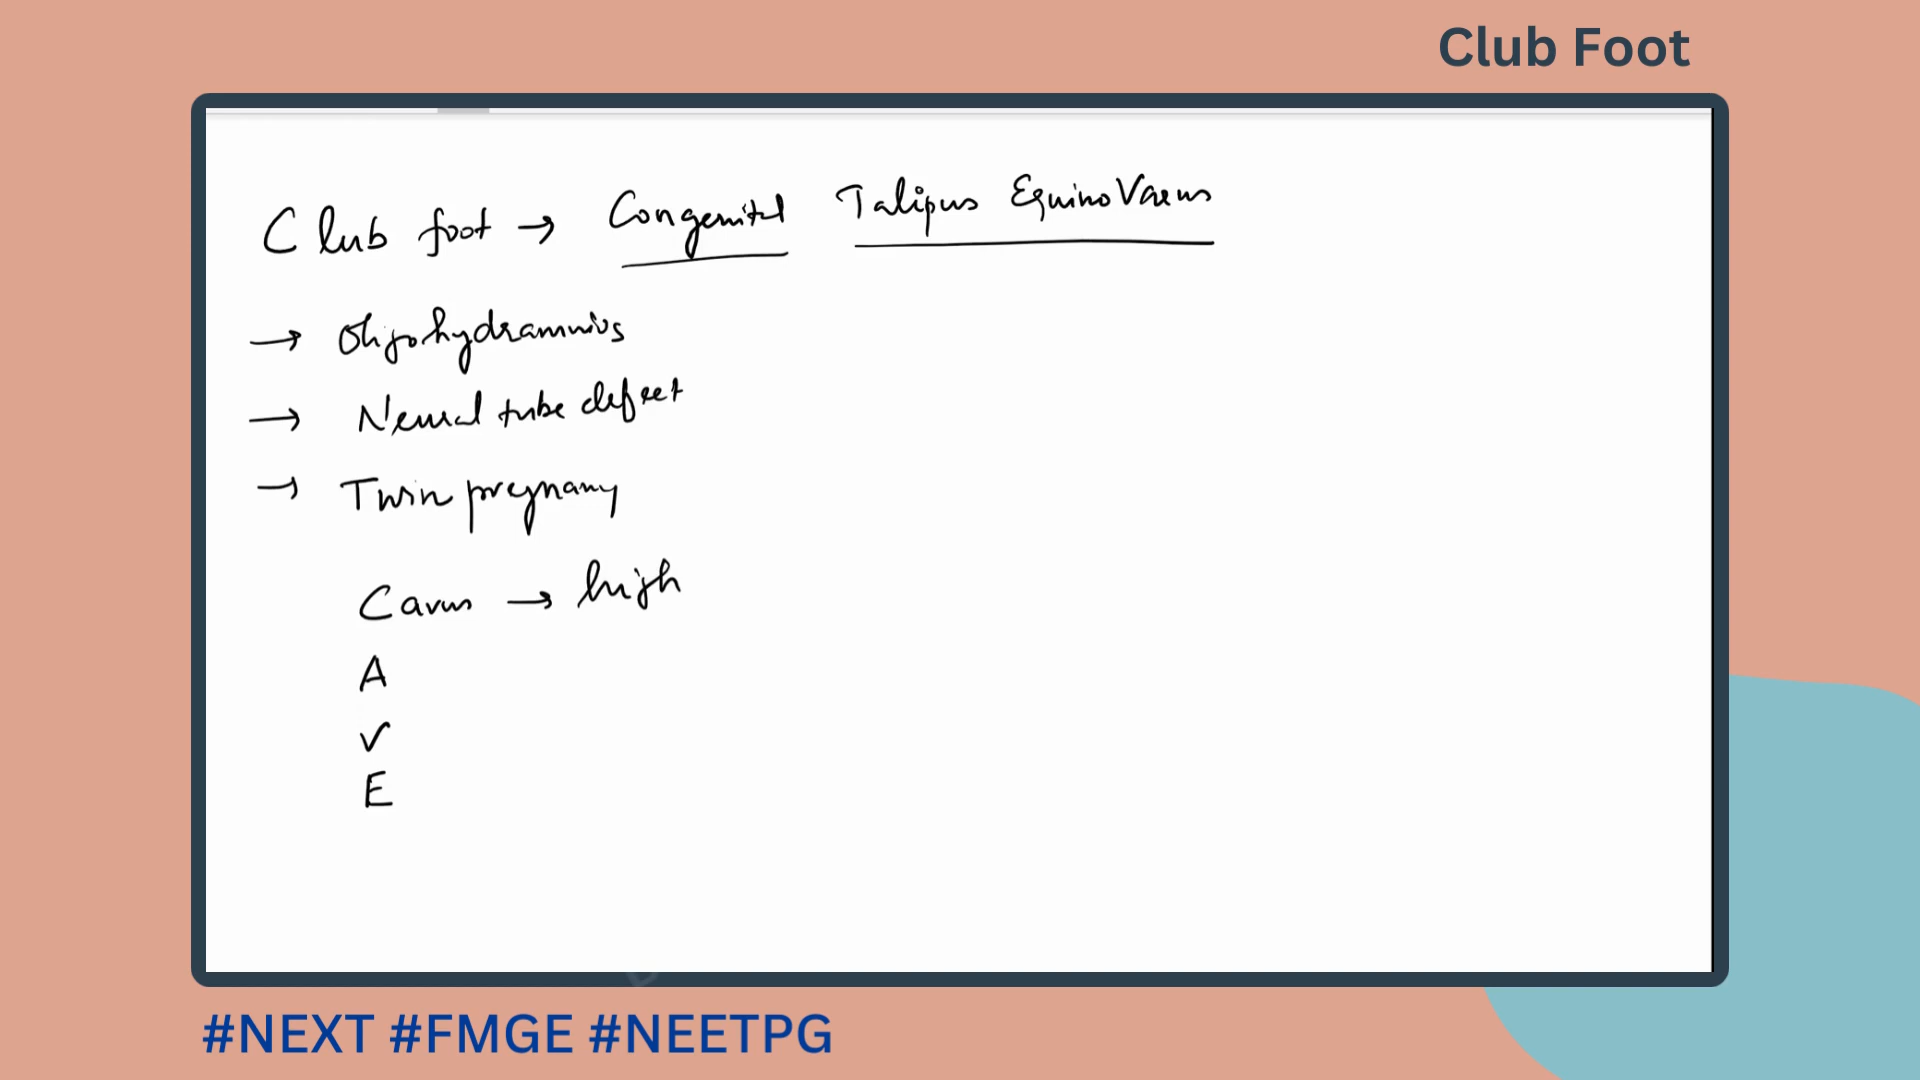 Club Foot
Club foot → Congenital Talipus EquinoVarus
→ Oligohydramnios
→ Neural tube defect
→ Twin pregnancy
Cavus → high
A
V
E
#NEXT #FMGE #NEETPG